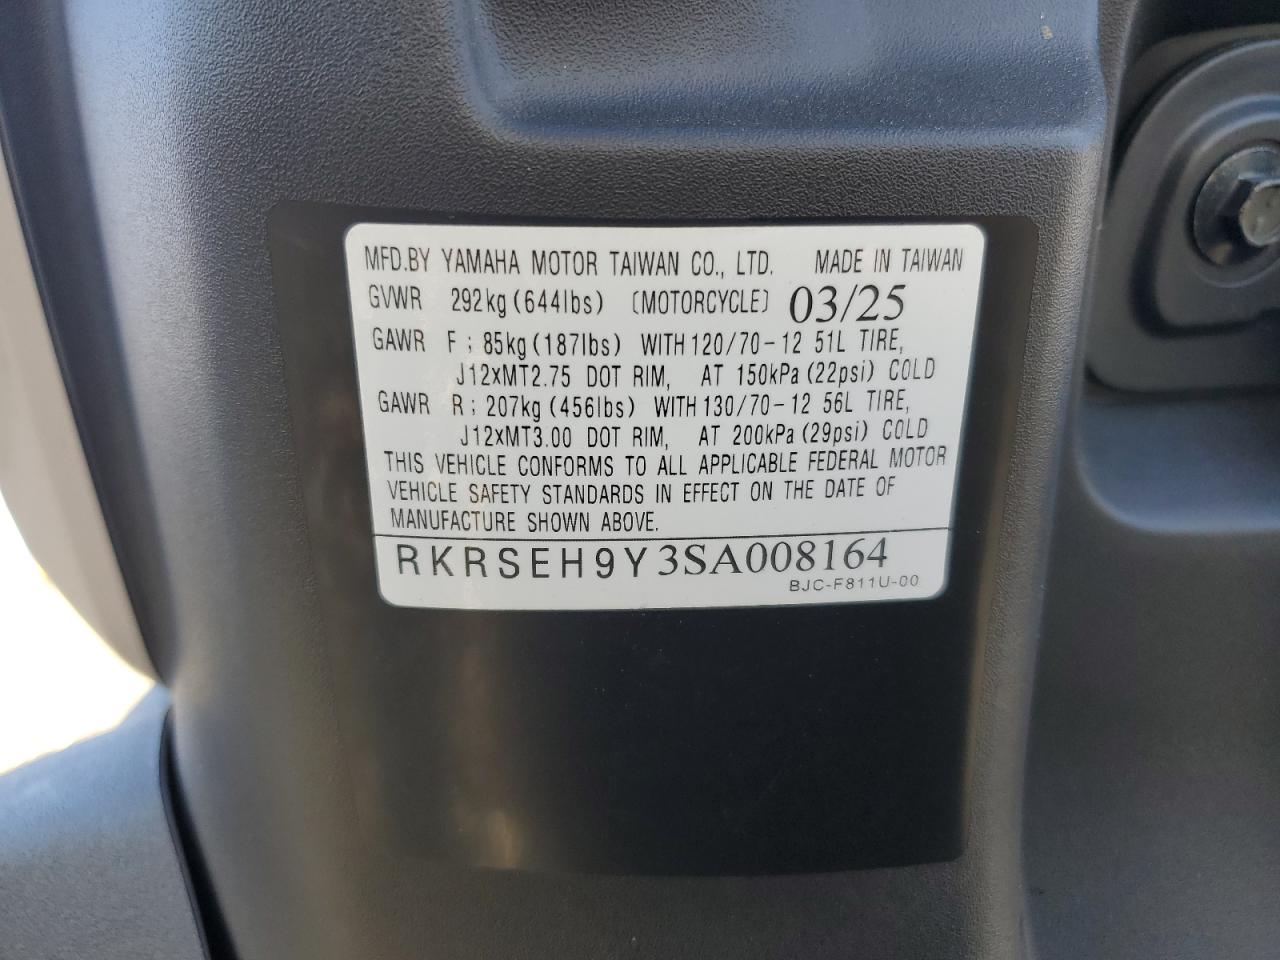 MFD.BY YAMAHA MOTOR TAIWAN CO., LTD. MADE IN TAIWAN
GVWR 292kg (644lbs) (MOTORCYCLE) 03/25
GAWR F ; 85kg (187lbs) WITH 120/70-12 51L TIRE,
J12xMT2.75 DOT RIM, AT 150kPa (22psi) COLD
GAWR R ; 207kg (456lbs) WITH 130/70-12 56L TIRE,
J12xMT3.00 DOT RIM, AT 200kPa (29psi) COLD
THIS VEHICLE CONFORMS TO ALL APPLICABLE FEDERAL MOTOR
VEHICLE SAFETY STANDARDS IN EFFECT ON THE DATE OF
MANUFACTURE SHOWN ABOVE.
RKRSEH9Y3SA008164
BJC-F811U-00